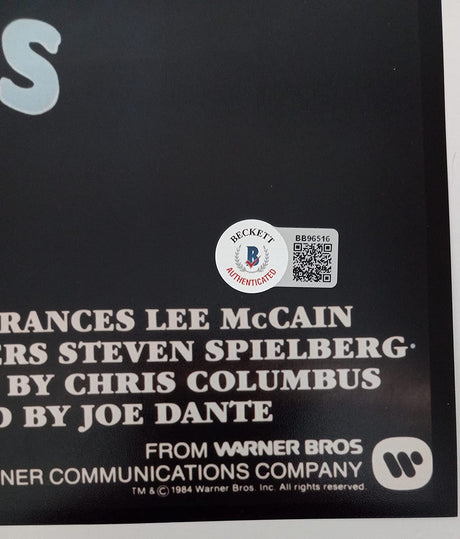 S
BECKETT
B
AUTHENTICATED
BB96516
RANCES LEE McCAIN
ERS STEVEN SPIELBERG·
BY CHRIS COLUMBUS
D BY JOE DANTE
FROM WARNER BROS
NER COMMUNICATIONS COMPANY
TM & © 1984 Warner Bros. Inc. All rights reserved.